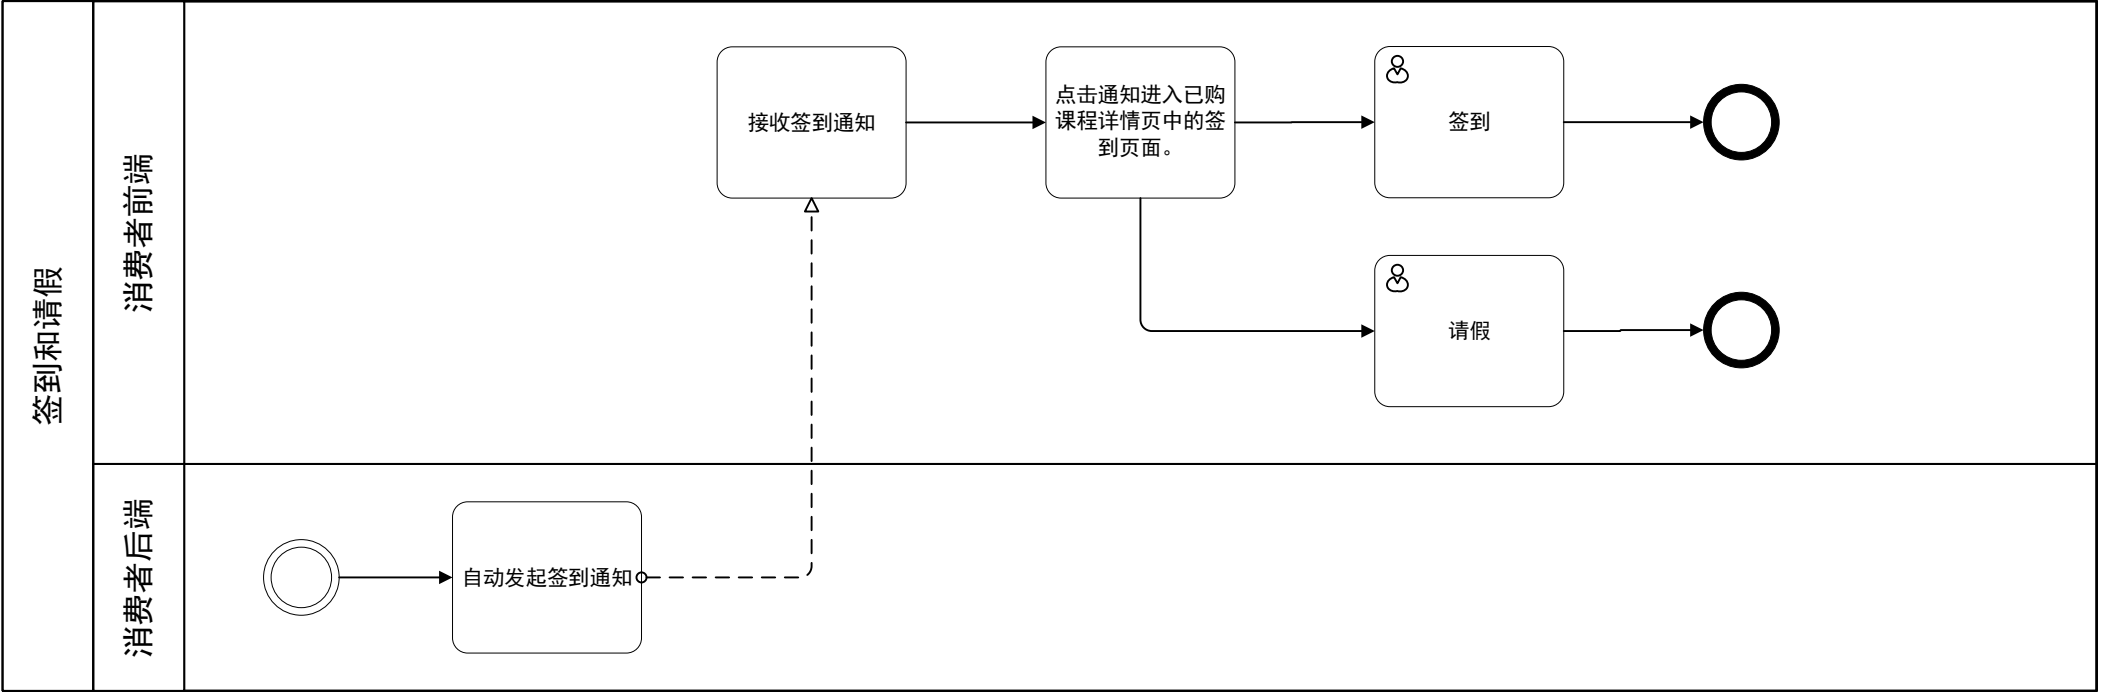 签到和请假
消费者前端
接收签到通知
点击通知进入已购
课程详情页中的签
到页面。
签到
请假
消费者后端
自动发起签到通知